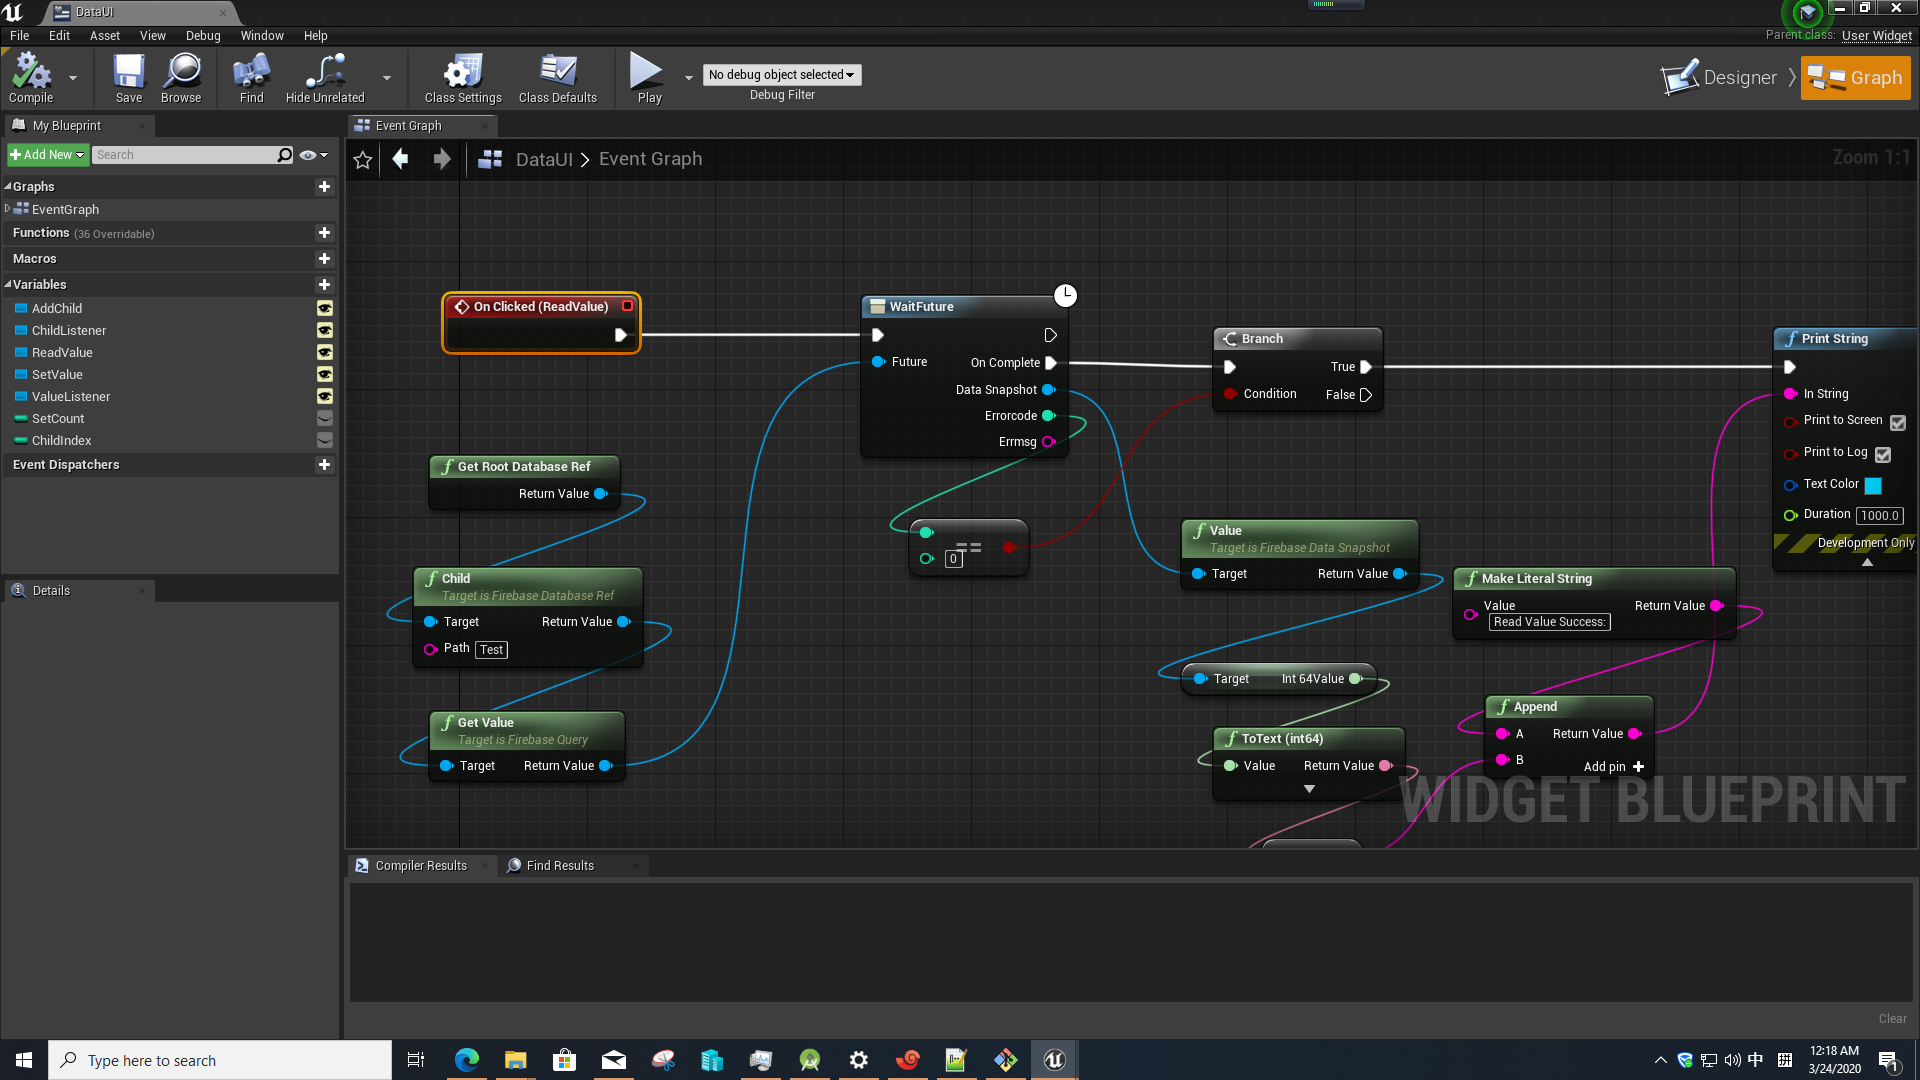 DataUI
File Edit Asset View Debug Window Help
Parent class: User Widget
Compile Save Browse Find Hide Unrelated Class Settings Class Defaults Play
No debug object selected
Debug Filter
Designer Graph
My Blueprint
Event Graph
Add New Search
DataUI > Event Graph
Zoom 1:1
Graphs
EventGraph
Functions (36 Overridable)
Macros
Variables
AddChild
ChildListener
ReadValue
SetValue
ValueListener
SetCount
ChildIndex
Event Dispatchers
Details
On Clicked (ReadValue)
WaitFuture
Future
On Complete
Data Snapshot
Errorcode
Errmsg
Branch
True
Condition
False
Print String
In String
Print to Screen
Print to Log
Text Color
Duration 1000.0
Development Only
Get Root Database Ref
Return Value
==
0
Value
Target is Firebase Data Snapshot
Target Return Value
Child
Target is Firebase Database Ref
Target Return Value
Path Test
Make Literal String
Value Return Value
Read Value Success:
Target Int 64Value
Get Value
Target is Firebase Query
Target Return Value
ToText (int64)
Value Return Value
Append
A Return Value
B
Add pin
WIDGET BLUEPRINT
Compiler Results Find Results
Clear
Type here to search
中
12:18 AM
3/24/2020
1